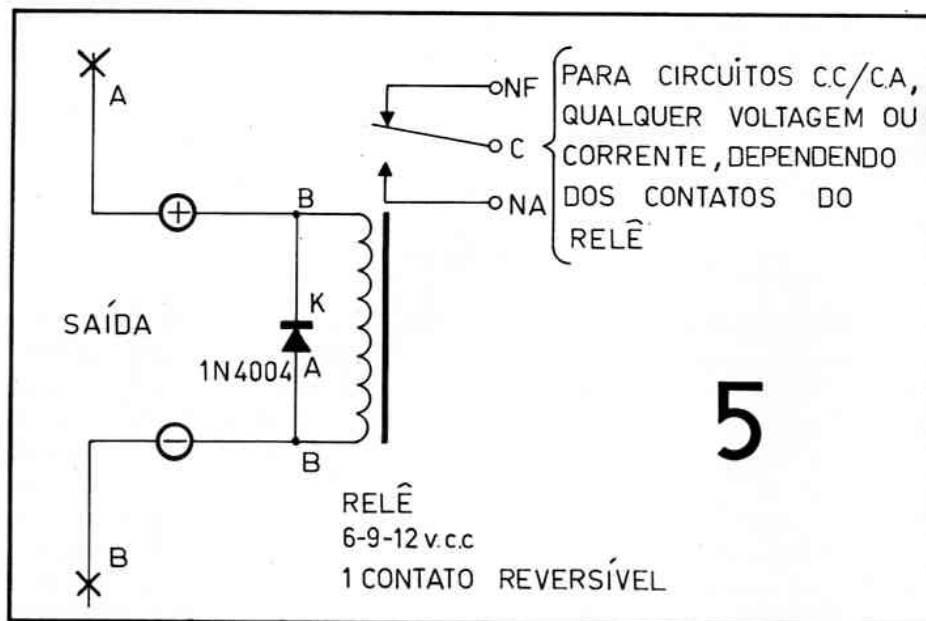 A
NF
C
NA
PARA CIRCUÍTOS C.C/C.A,
QUALQUER VOLTAGEM OU
CORRENTE, DEPENDENDO
DOS CONTATOS DO
RELÊ
+
B
SAÍDA
K
1N4004 A
5
−
B
B
RELÊ
6-9-12 v.c.c
1 CONTATO REVERSÍVEL